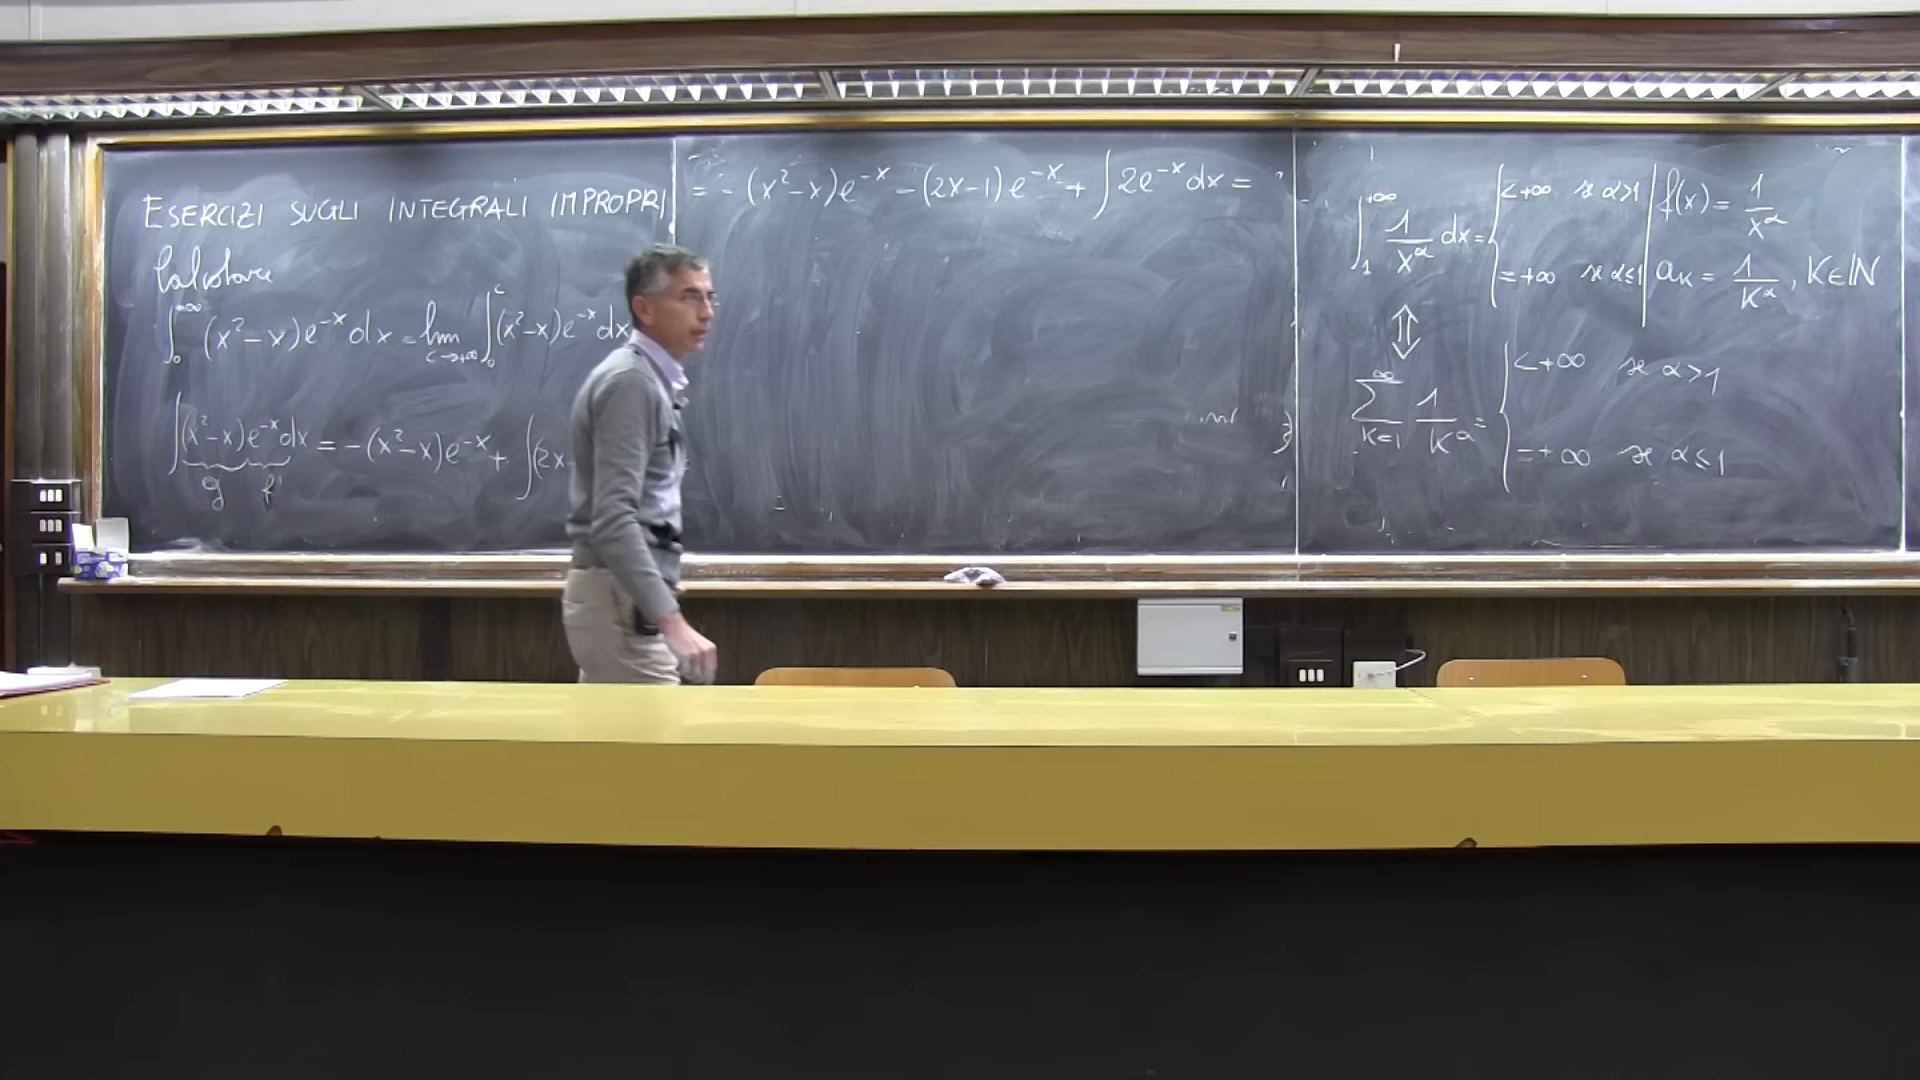 ESERCIZI SUGLI INTEGRALI IMPROPRI
Calcolare
∫₀^{+∞} (x²-x)e^{-x} dx = lim_{c→+∞} ∫₀^c (x²-x)e^{-x} dx
∫(x²-x)e^{-x}dx = -(x²-x)e^{-x} + ∫(2x-
g f'
= -(x²-x)e^{-x} - (2x-1)e^{-x} + ∫2e^{-x}dx =
∫₁^{+∞} 1/x^α dx = { <+∞ se α>1
=+∞ se α≤1
f(x) = 1/x^α
a_k = 1/k^α, K∈ℕ
⇕
∑_{K=1}^{∞} 1/K^α = { <+∞ se α>1
=+∞ se α≤1